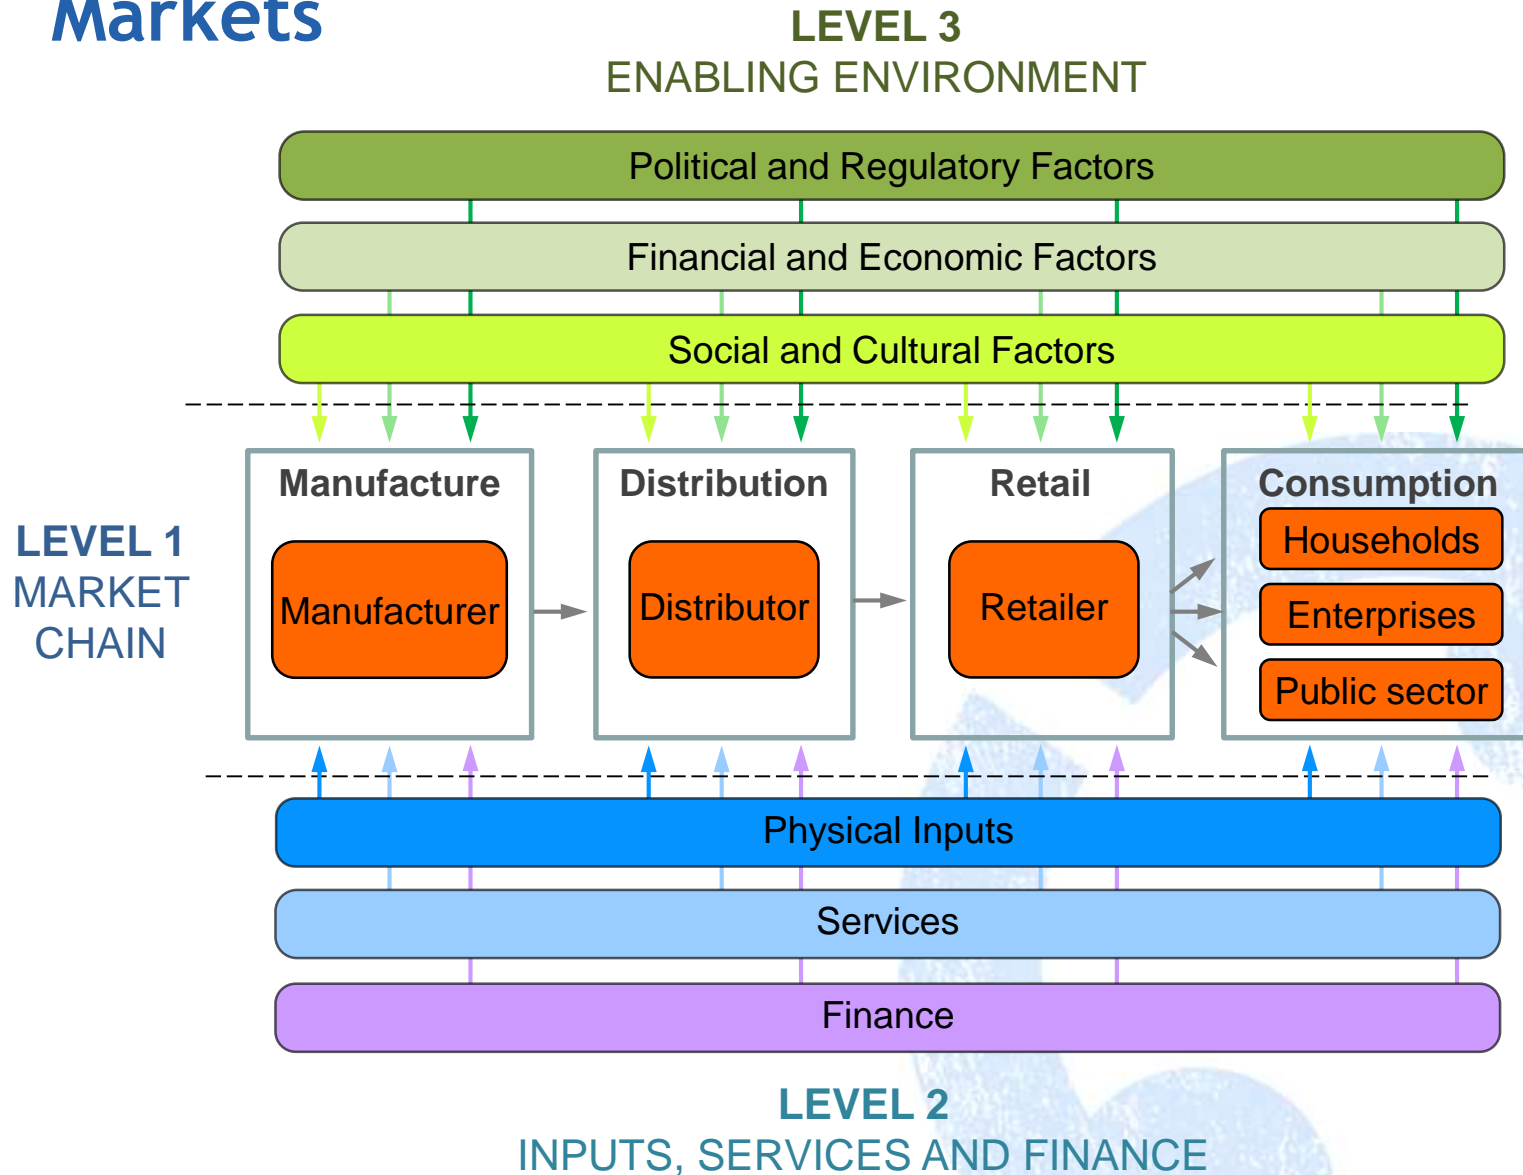 Markets
LEVEL 3
ENABLING ENVIRONMENT
Political and Regulatory Factors
Financial and Economic Factors
Social and Cultural Factors
LEVEL 1
MARKET
CHAIN
Manufacture
Manufacturer
Distribution
Distributor
Retail
Retailer
Consumption
Households
Enterprises
Public sector
Physical Inputs
Services
Finance
LEVEL 2
INPUTS, SERVICES AND FINANCE